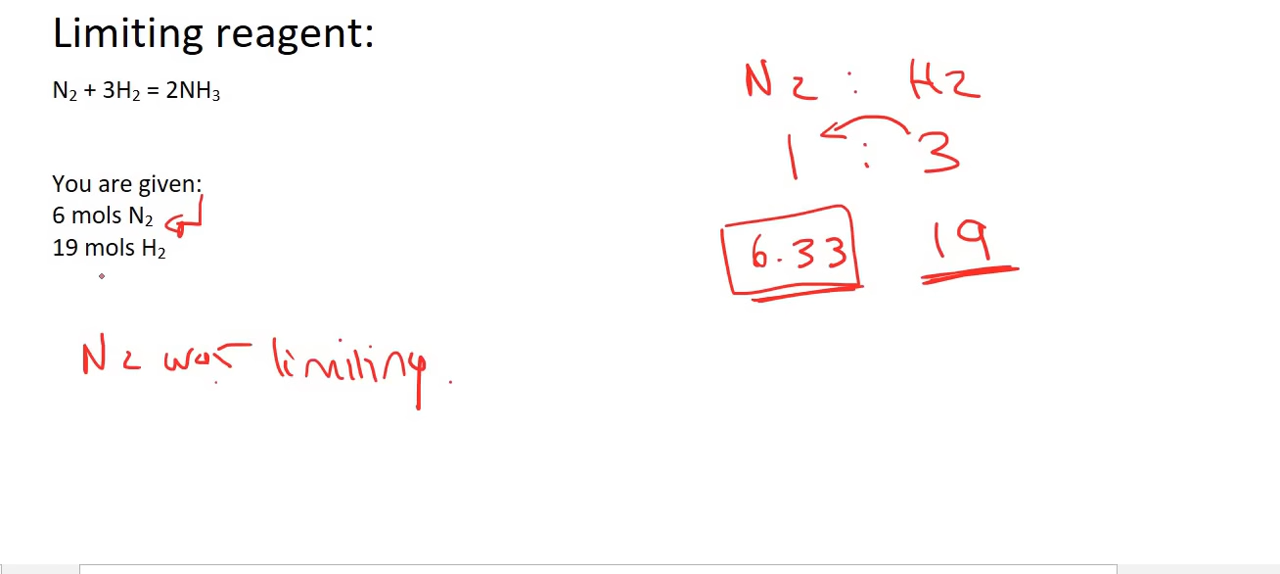 Limiting reagent:
N₂ + 3H₂ = 2NH₃
You are given:
6 mols N₂
19 mols H₂
N2 was limiting.
N2 : H2
1 : 3
6.33 19